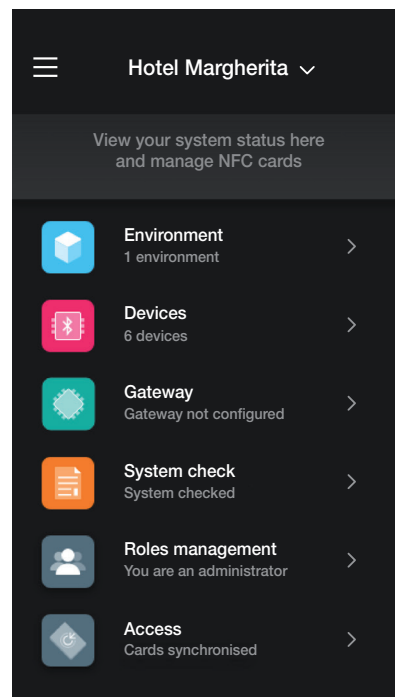 Hotel Margherita
View your system status here
and manage NFC cards
Environment
1 environment
Devices
6 devices
Gateway
Gateway not configured
System check
System checked
Roles management
You are an administrator
Access
Cards synchronised